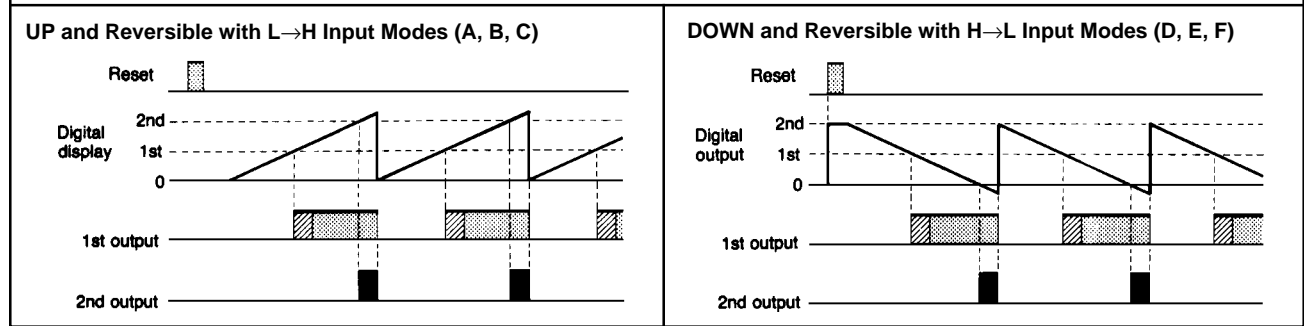 UP and Reversible with L→H Input Modes (A, B, C)
Reset
Digital display
2nd
1st
0
1st output
2nd output
DOWN and Reversible with H→L Input Modes (D, E, F)
Reset
Digital output
2nd
1st
0
1st output
2nd output